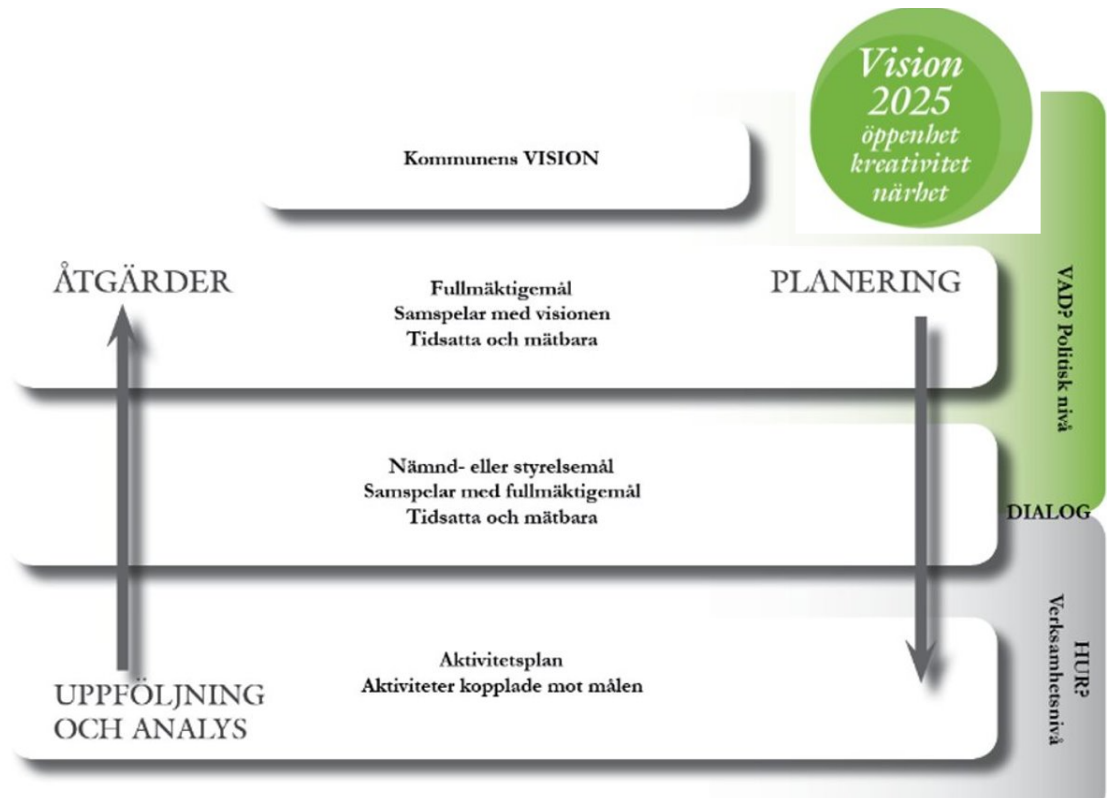 Vision
2025
öppenhet
kreativitet
närhet
Kommunens VISION
ÅTGÄRDER
Fullmäktigemål
Samspelar med visionen
Tidsatta och mätbara
PLANERING
VAD? Politisk nivå
Nämnd- eller styrelsemål
Samspelar med fullmäktigemål
Tidsatta och mätbara
DIALOG
HUR?
Verksamhetsnivå
Aktivitetsplan
Aktiviteter kopplade mot målen
UPPFÖLJNING
OCH ANALYS